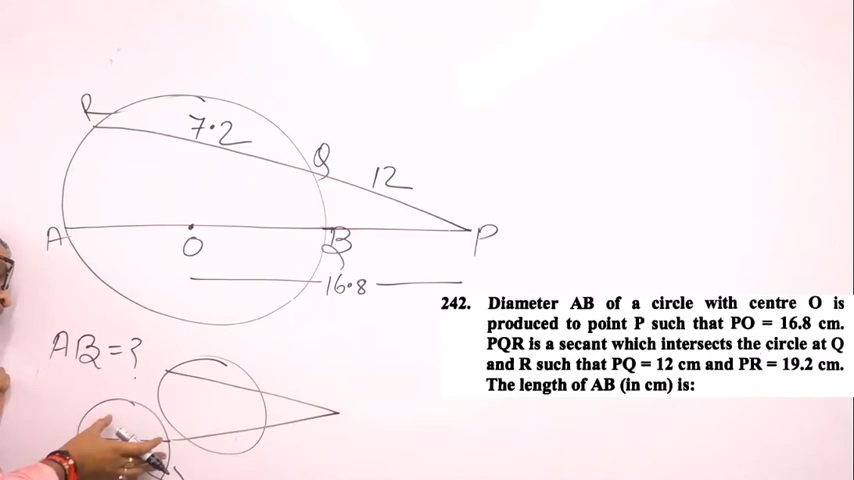 R
7.2
Q
12
A
O
B
P
16.8
AB=?
242. Diameter AB of a circle with centre O is
produced to point P such that PO = 16.8 cm.
PQR is a secant which intersects the circle at Q
and R such that PQ = 12 cm and PR = 19.2 cm.
The length of AB (in cm) is: